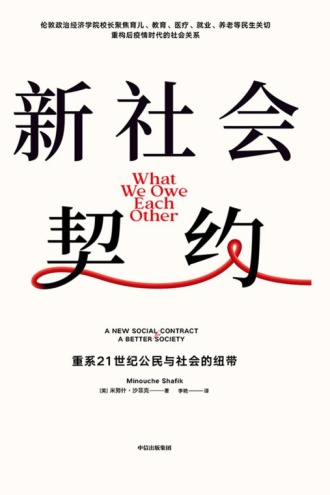 伦敦政治经济学院校长聚焦育儿、教育、医疗、就业、养老等民生关切
重构后疫情时代的社会关系
新社会
What
We Owe
Each
Other
契约
A NEW SOCIAL CONTRACT
A BETTER SOCIETY
重系21世纪公民与社会的纽带
Minouche Shafik
[英] 米努什·沙菲克——著 李艳——译
中信出版集团